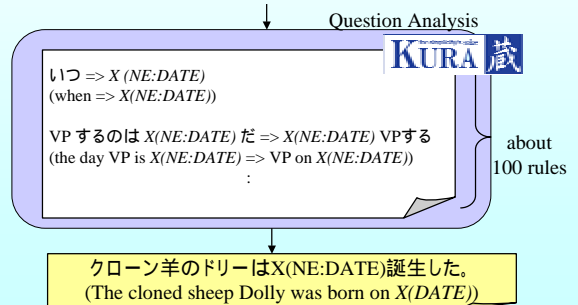 Question Analysis
KURA 蔵
いつ => X (NE:DATE)
(when => X(NE:DATE))
VP するのは X(NE:DATE) だ => X(NE:DATE) VPする
(the day VP is X(NE:DATE) => VP on X(NE:DATE))
:
about
100 rules
クローン羊のドリーはX(NE:DATE)誕生した。
(The cloned sheep Dolly was born on X(DATE))